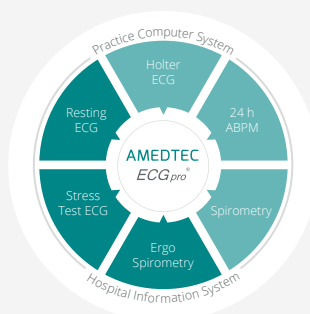 Practice Computer System
Holter
ECG
Resting
ECG
24 h
ABPM
AMEDTEC
ECGpro®
Stress
Test ECG
Spirometry
Ergo
Spirometry
Hospital Information System